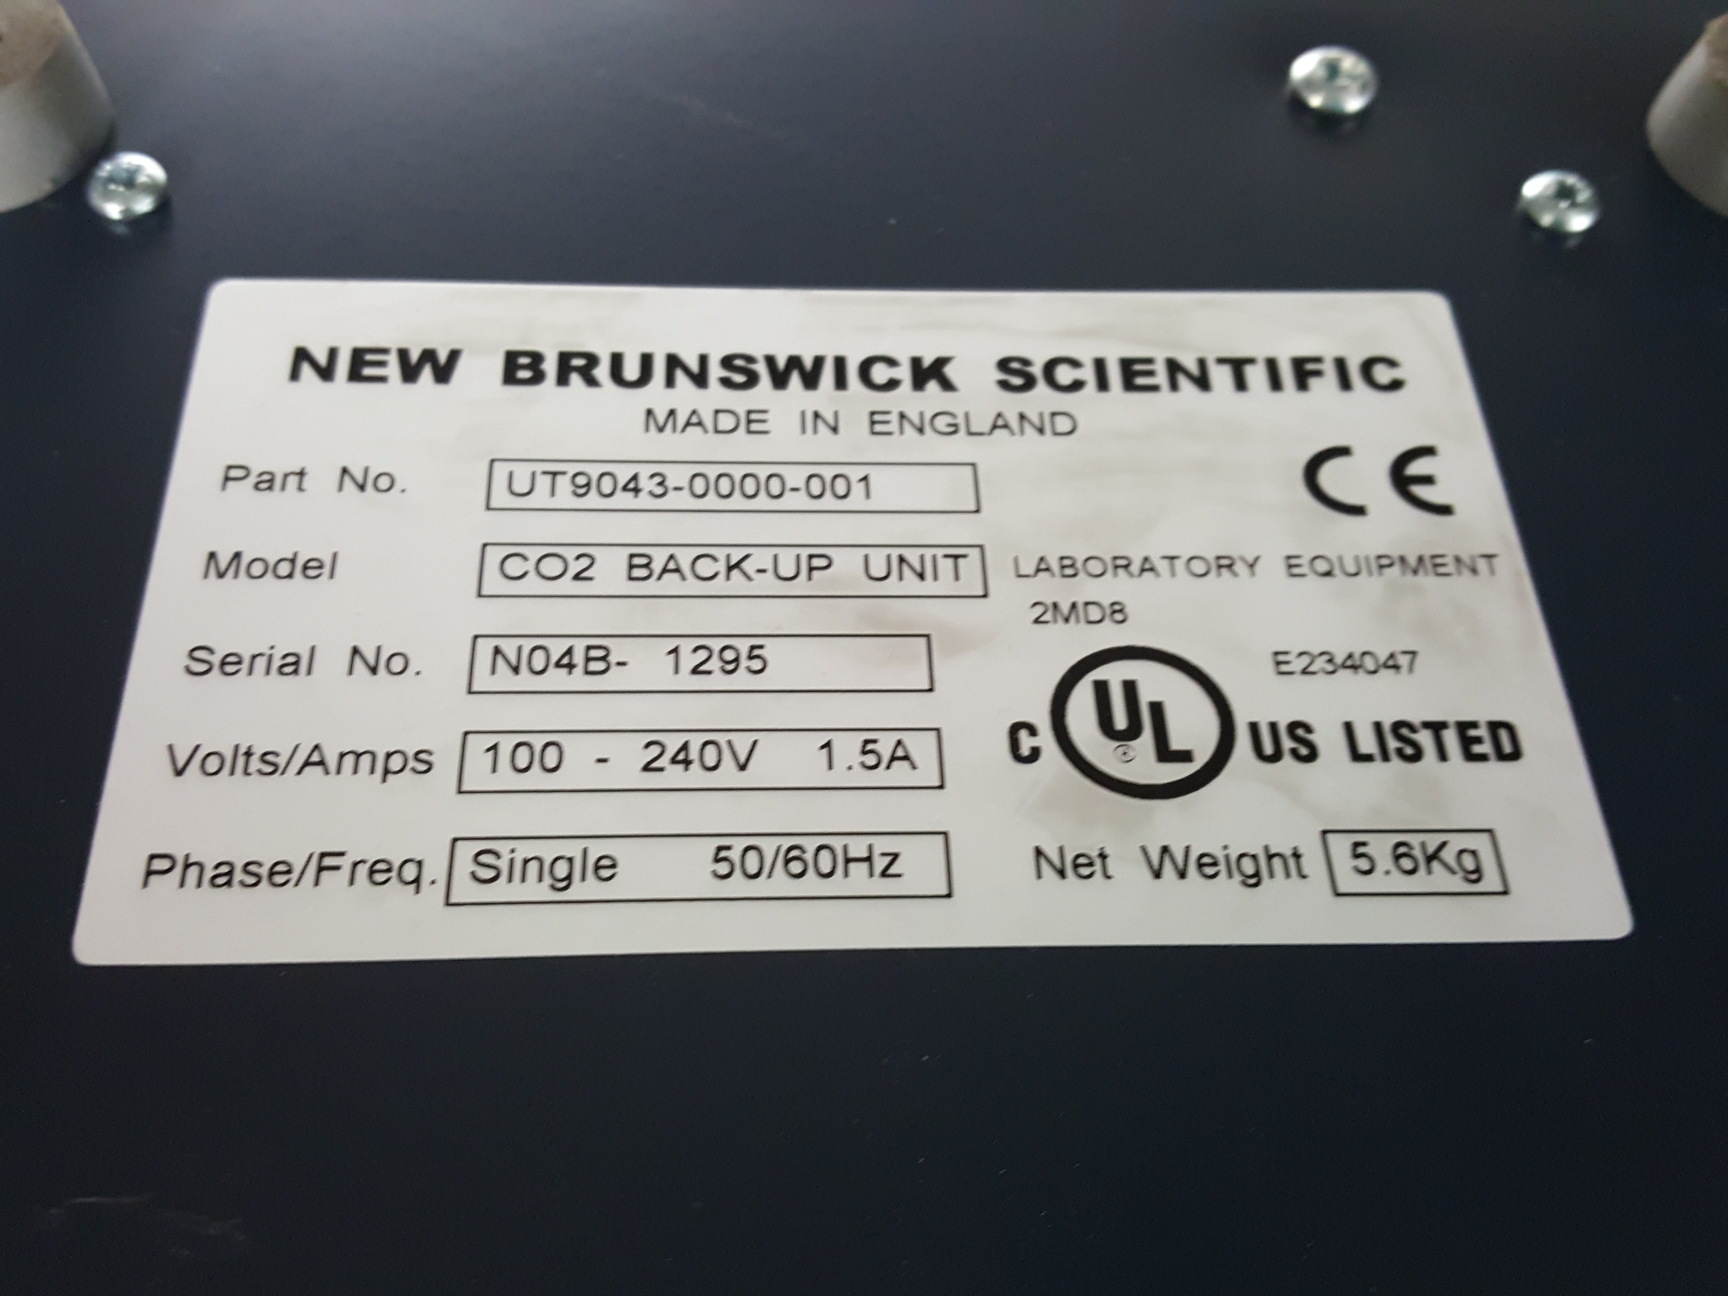 NEW BRUNSWICK SCIENTIFIC
MADE IN ENGLAND
Part No. UT9043-0000-001
CE
Model CO2 BACK-UP UNIT
LABORATORY EQUIPMENT
2MD8
Serial No. N04B- 1295
E234047
Volts/Amps 100 - 240V 1.5A
C UL US LISTED
Phase/Freq. Single 50/60Hz
Net Weight 5.6Kg